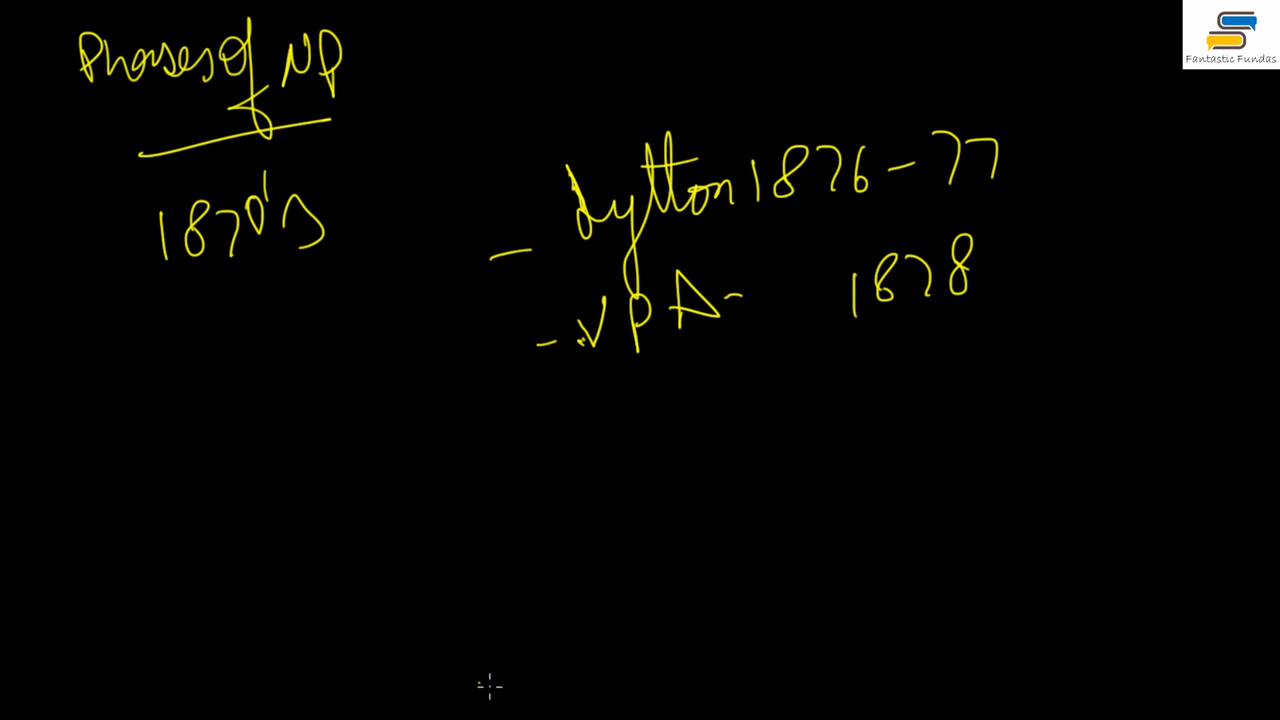 Phases of NP
Fantastic Fundas
1870's
- Lytton 1876-77
- VPA- 1878